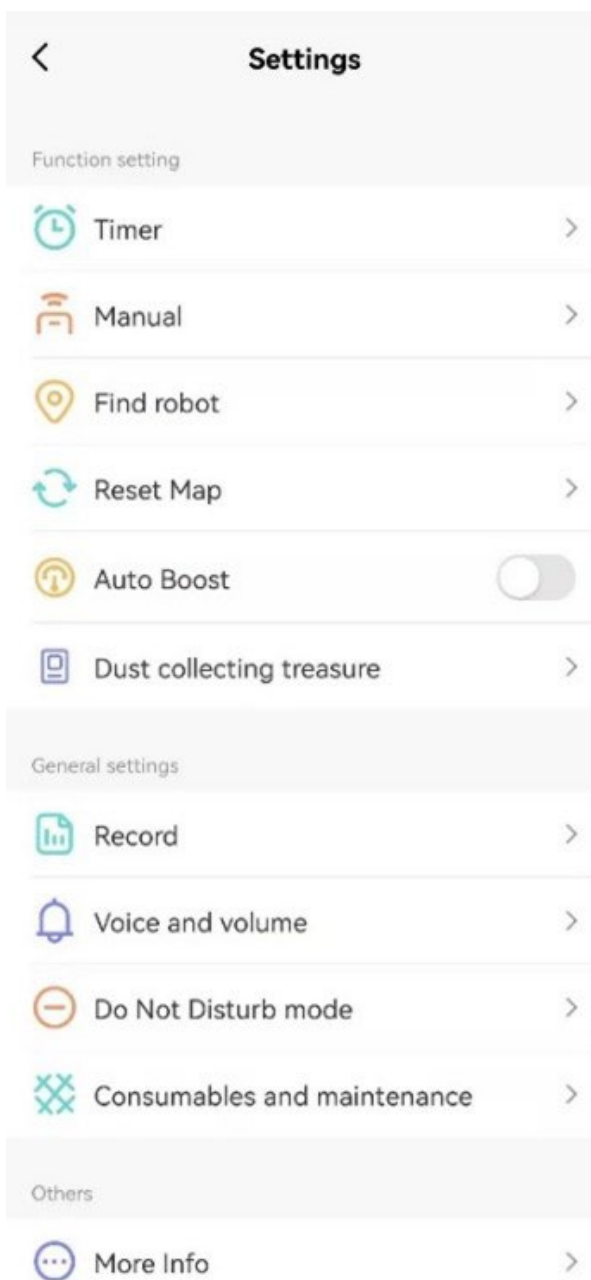 Settings
Function setting
Timer
Manual
Find robot
Reset Map
Auto Boost
Dust collecting treasure
General settings
Record
Voice and volume
Do Not Disturb mode
Consumables and maintenance
Others
More Info